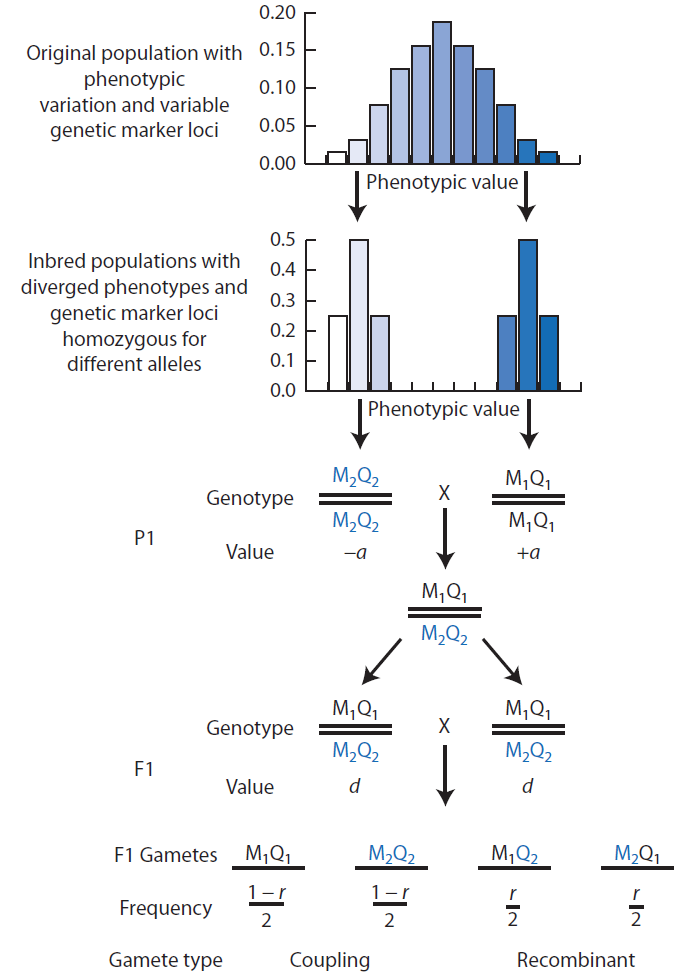 0.20
0.15
0.10
0.05
0.00
Original population with
phenotypic
variation and variable
genetic marker loci
Phenotypic value
0.5
0.4
0.3
0.2
0.1
0.0
Inbred populations with
diverged phenotypes and
genetic marker loci
homozygous for
different alleles
Phenotypic value
P1
Genotype
M₂Q₂ X M₁Q₁
M₂Q₂ M₁Q₁
Value –a +a
M₁Q₁
M₂Q₂
F1
Genotype
M₁Q₁ X M₁Q₁
M₂Q₂ M₂Q₂
Value d d
F1 Gametes M₁Q₁ M₂Q₂ M₁Q₂ M₂Q₁
Frequency
1 – r 1 – r r r
2 2 2 2
Gamete type Coupling Recombinant